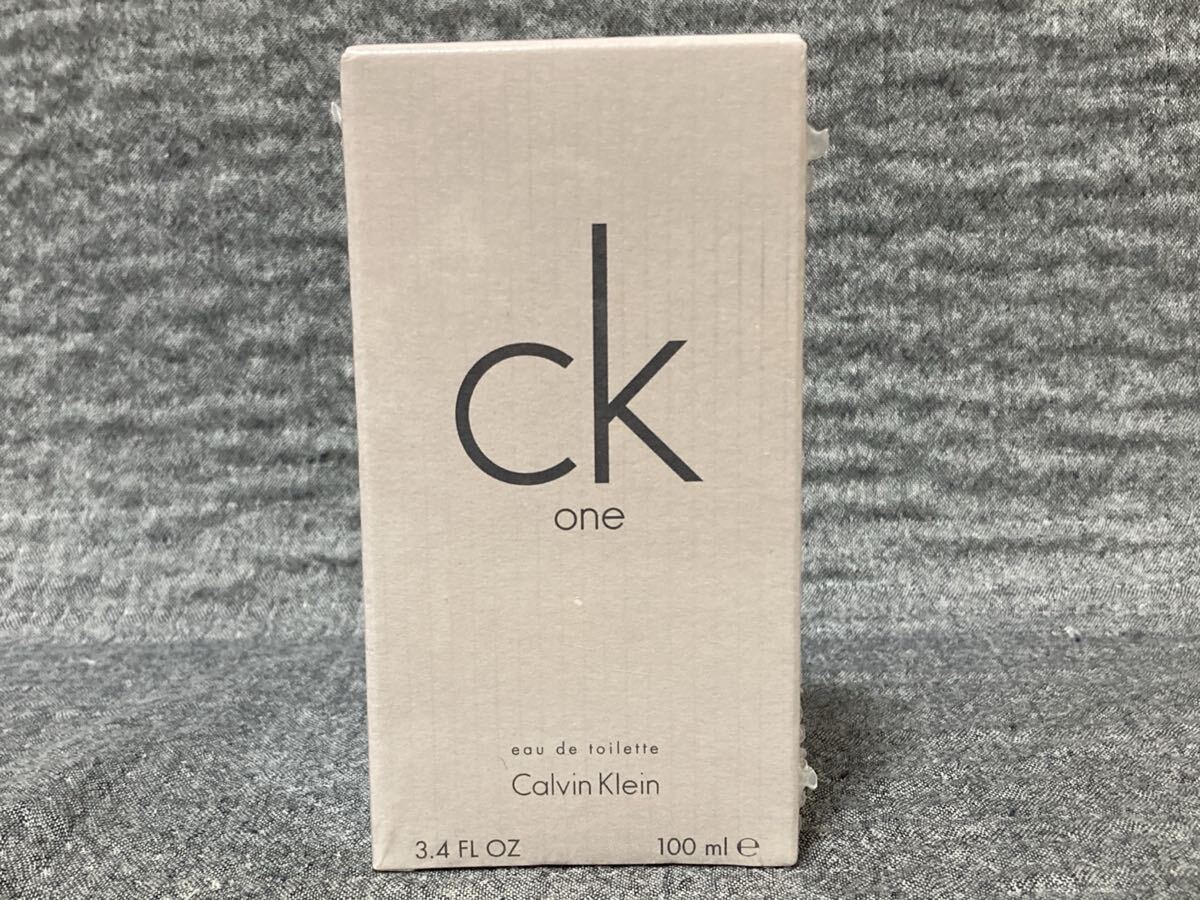 ck
one
eau de toilette
Calvin Klein
3.4 FL OZ 100 ml ℮